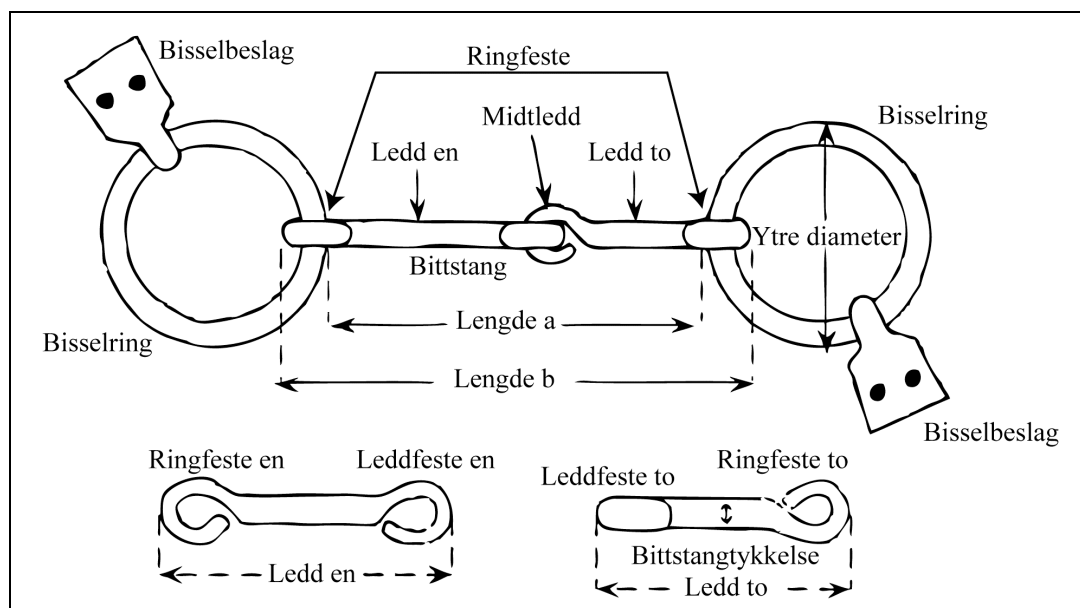 Bisselbeslag
Ringfeste
Midtledd
Bisselring
Ledd en
Ledd to
Ytre diameter
Bittstang
Bisselring
Lengde a
Lengde b
Bisselbeslag
Ringfeste en
Leddfeste en
Leddfeste to
Ringfeste to
Bittstangtykkelse
Ledd en
Ledd to